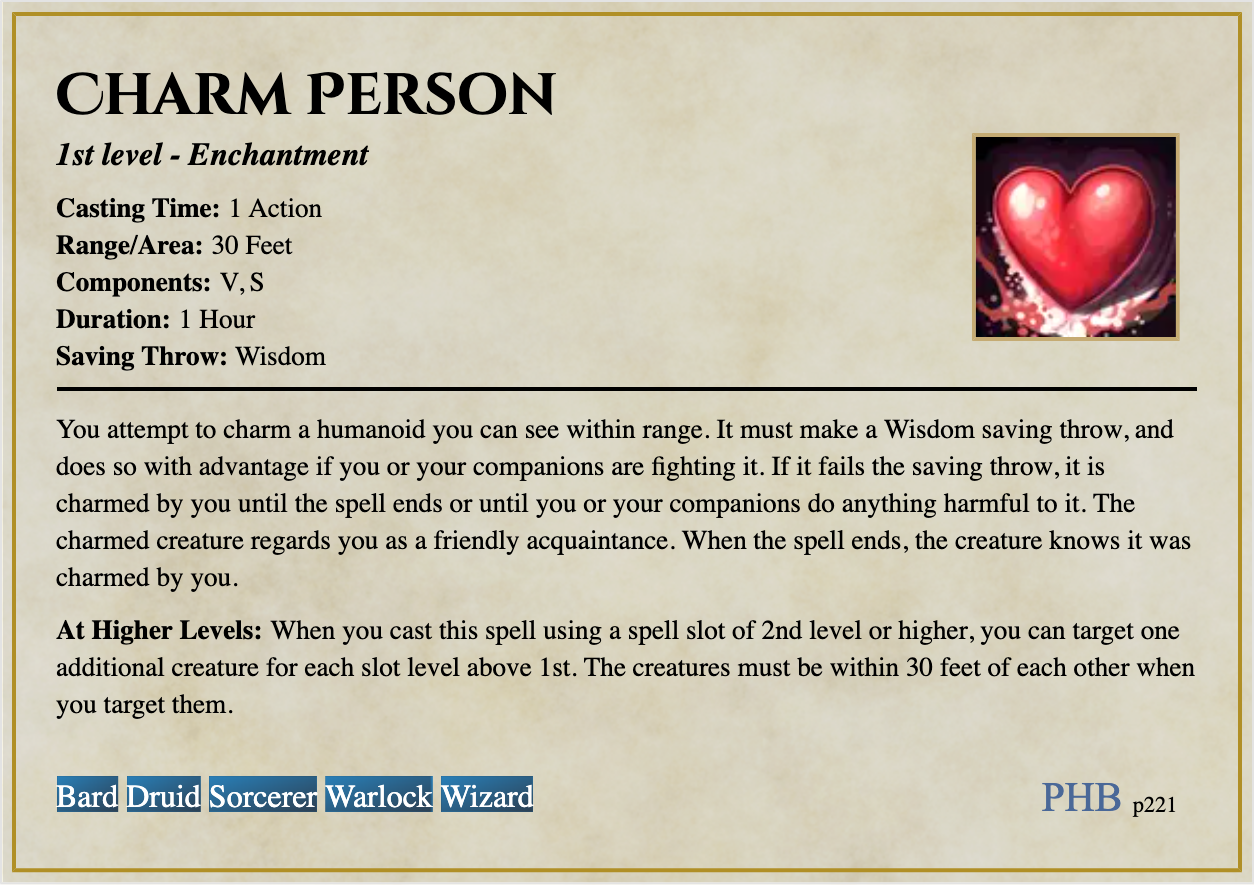 Charm Person
1st level - Enchantment
Casting Time: 1 Action
Range/Area: 30 Feet
Components: V, S
Duration: 1 Hour
Saving Throw: Wisdom
You attempt to charm a humanoid you can see within range. It must make a Wisdom saving throw, and
does so with advantage if you or your companions are fighting it. If it fails the saving throw, it is
charmed by you until the spell ends or until you or your companions do anything harmful to it. The
charmed creature regards you as a friendly acquaintance. When the spell ends, the creature knows it was
charmed by you.
At Higher Levels: When you cast this spell using a spell slot of 2nd level or higher, you can target one
additional creature for each slot level above 1st. The creatures must be within 30 feet of each other when
you target them.
Bard Druid Sorcerer Warlock Wizard
PHB p221